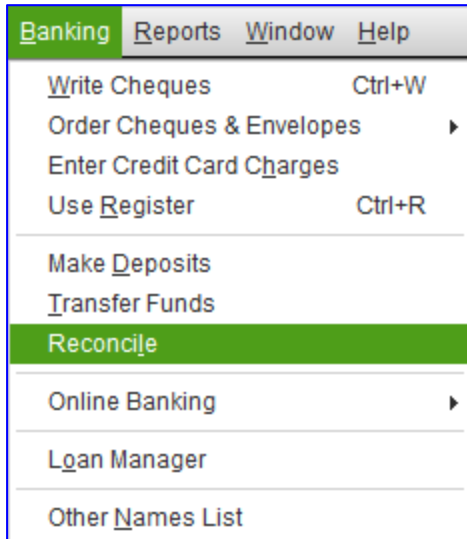 Banking Reports Window Help
Write Cheques Ctrl+W
Order Cheques & Envelopes
Enter Credit Card Charges
Use Register Ctrl+R
Make Deposits
Transfer Funds
Reconcile
Online Banking
Loan Manager
Other Names List